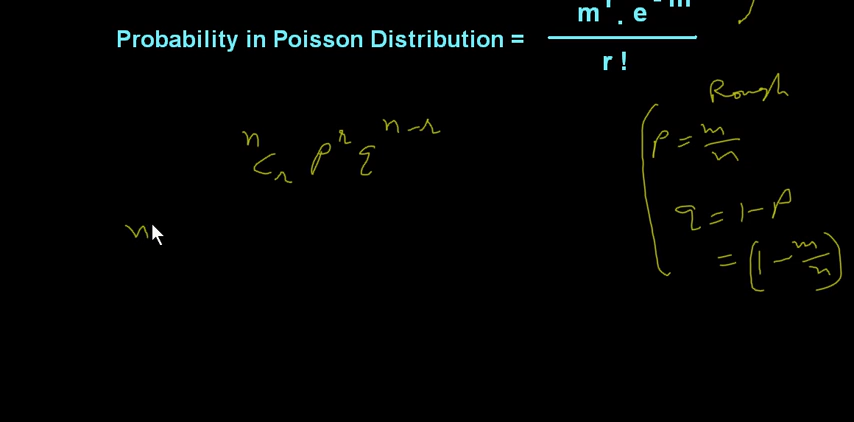 Probability in Poisson Distribution = m^r . e^-m / r !
Rough
nCr p^r q^n-r
p = m/n
q = 1 - p
= (1 - m/n)
n